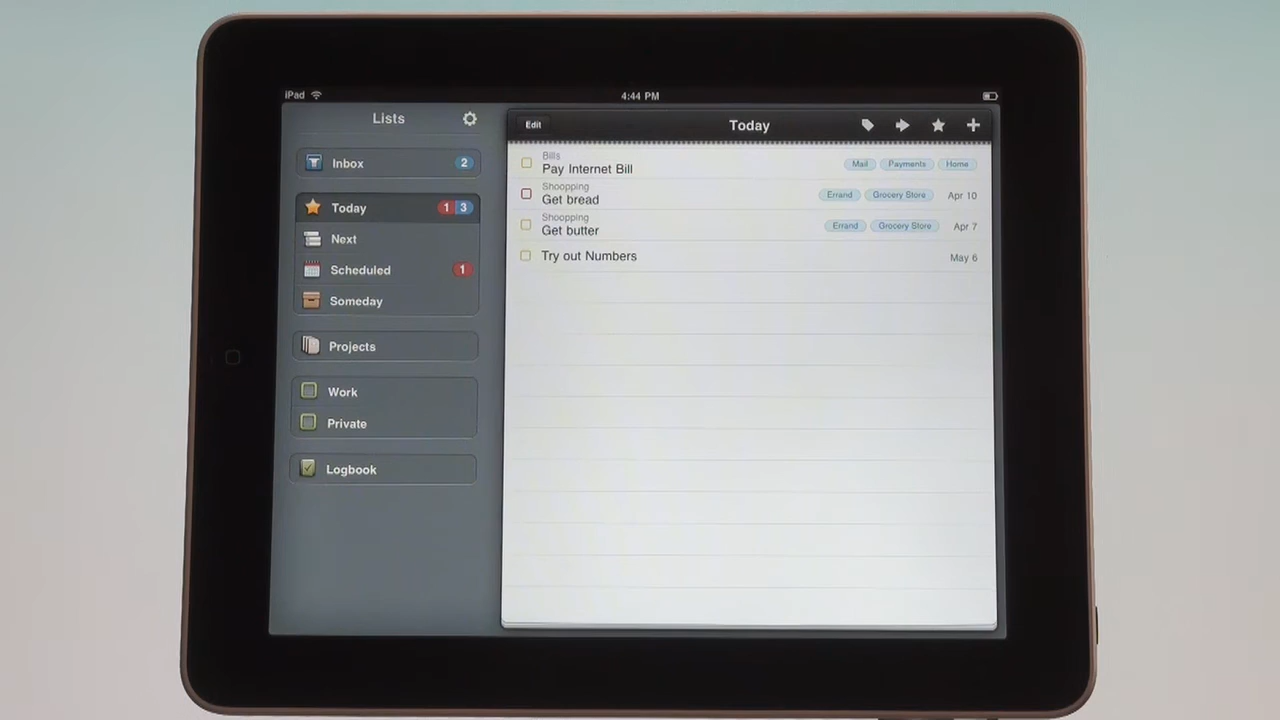 iPad 4:44 PM
Lists
Inbox 2
Today 1 3
Next
Scheduled 1
Someday
Projects
Work
Private
Logbook
Edit Today
Bills
Pay Internet Bill Mail Payments Home
Shoopping
Get bread Errand Grocery Store Apr 10
Shoopping
Get butter Errand Grocery Store Apr 7
Try out Numbers May 6